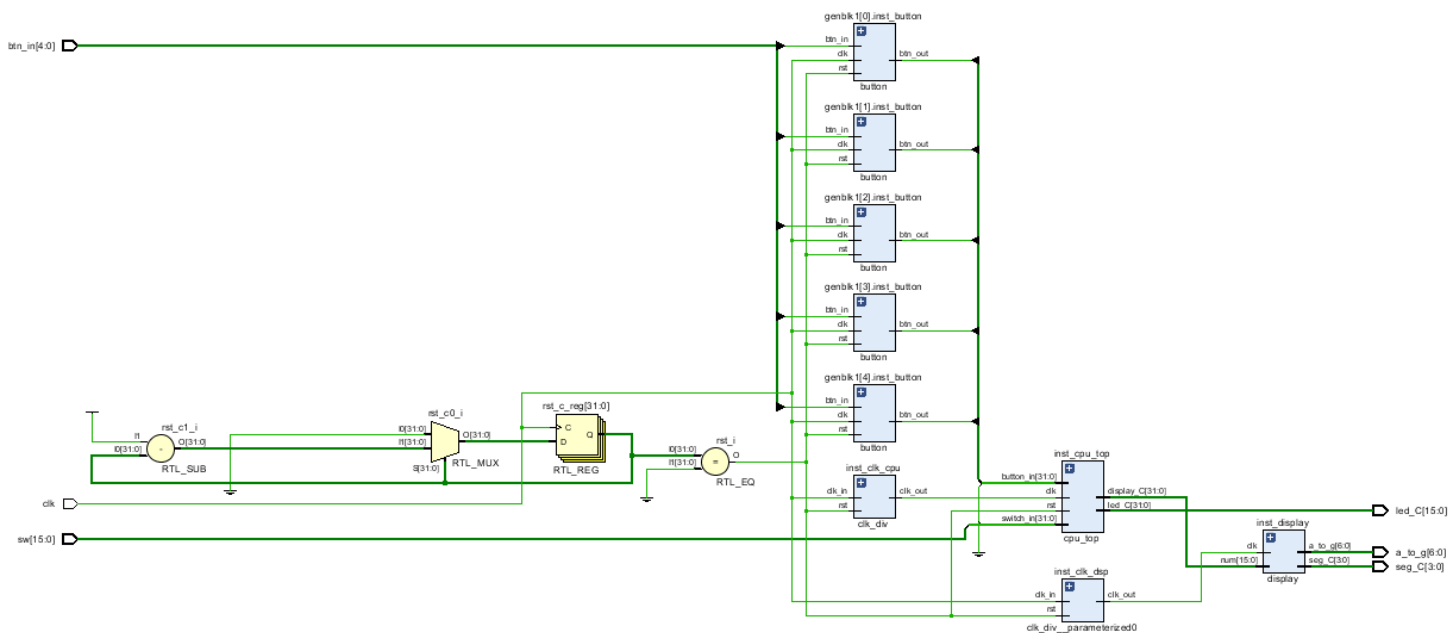 btn_in[4:0]
genblk1[0].inst_button
btn_in
clk
rst
btn_out
button
genblk1[1].inst_button
btn_in
clk
rst
btn_out
button
genblk1[2].inst_button
btn_in
clk
rst
btn_out
button
genblk1[3].inst_button
btn_in
clk
rst
btn_out
button
genblk1[4].inst_button
btn_in
clk
rst
btn_out
button
rst_c1_i
I1
I0[31:0]
O[31:0]
-
RTL_SUB
rst_c0_i
I0[31:0]
I1[31:0]
S[31:0]
O[31:0]
RTL_MUX
rst_c_reg[31:0]
C
D
Q
RTL_REG
rst_i
I0[31:0]
I1[31:0]
O
=
RTL_EQ
clk
sw[15:0]
inst_clk_cpu
clk_in
rst
clk_out
clk_div
inst_cpu_top
button_in[31:0]
clk
rst
switch_in[31:0]
display_C[31:0]
led_C[31:0]
cpu_top
inst_clk_dsp
clk_in
rst
clk_out
clk_div__parameterized0
inst_display
clk
num[15:0]
a_to_g[6:0]
seg_C[3:0]
display
led_C[15:0]
a_to_g[6:0]
seg_C[3:0]